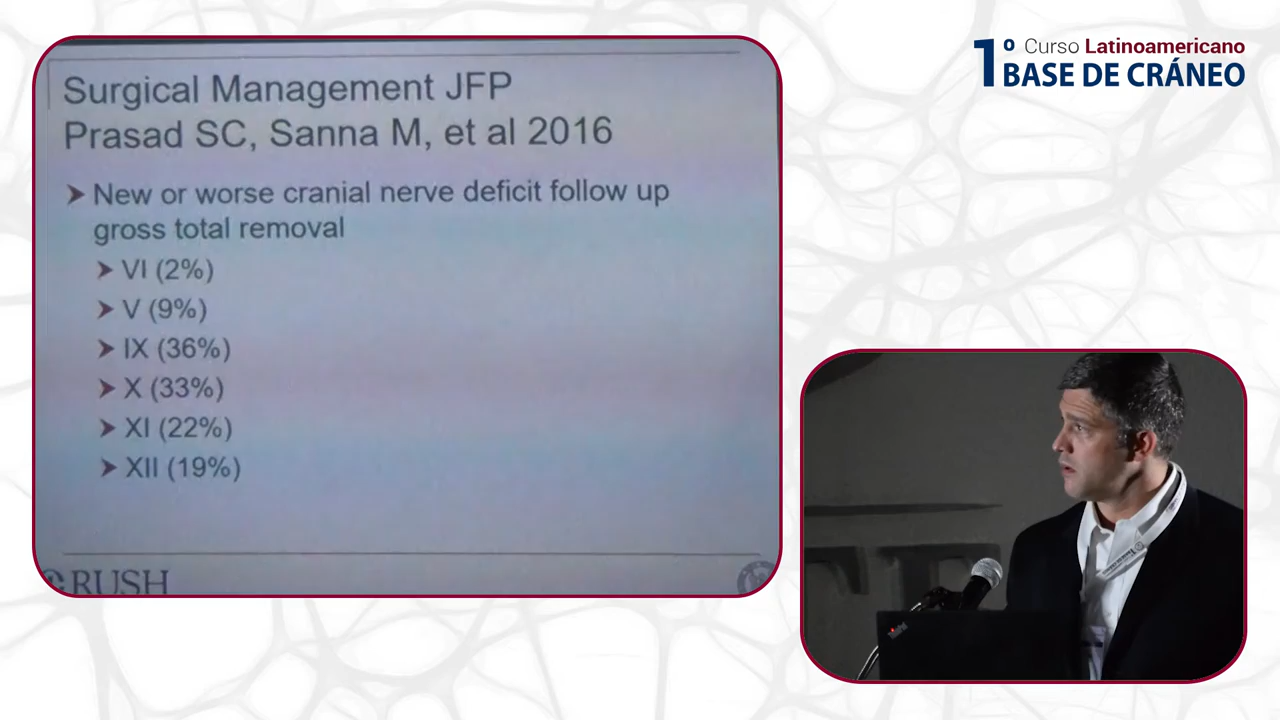 Surgical Management JFP
Prasad SC, Sanna M, et al 2016
New or worse cranial nerve deficit follow up
gross total removal
VI (2%)
V (9%)
IX (36%)
X (33%)
XI (22%)
XII (19%)
RUSH
1º Curso Latinoamericano
BASE DE CRÁNEO